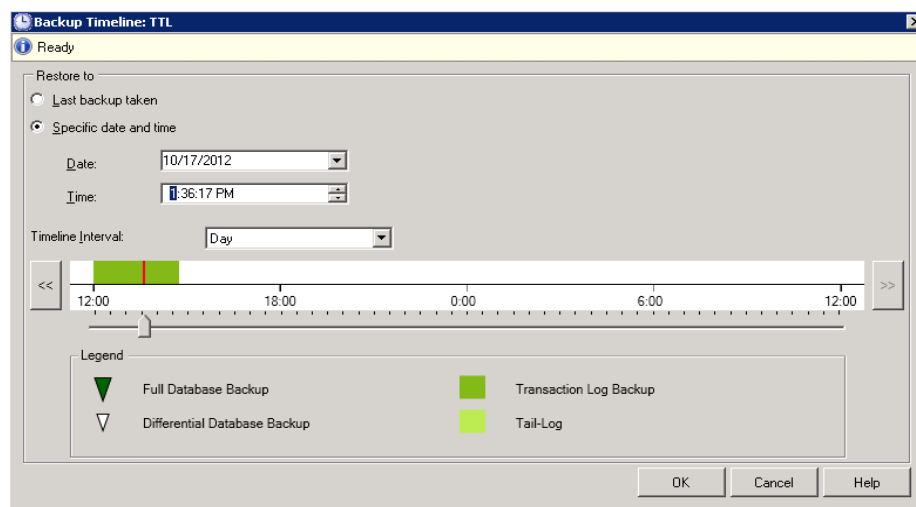 Backup Timeline: TTL
Ready
Restore to
Last backup taken
Specific date and time
Date: 10/17/2012
Time: 1:36:17 PM
Timeline Interval: Day
<< >>
12:00 18:00 0:00 6:00 12:00
Legend
Full Database Backup Transaction Log Backup
Differential Database Backup Tail-Log
OK Cancel Help